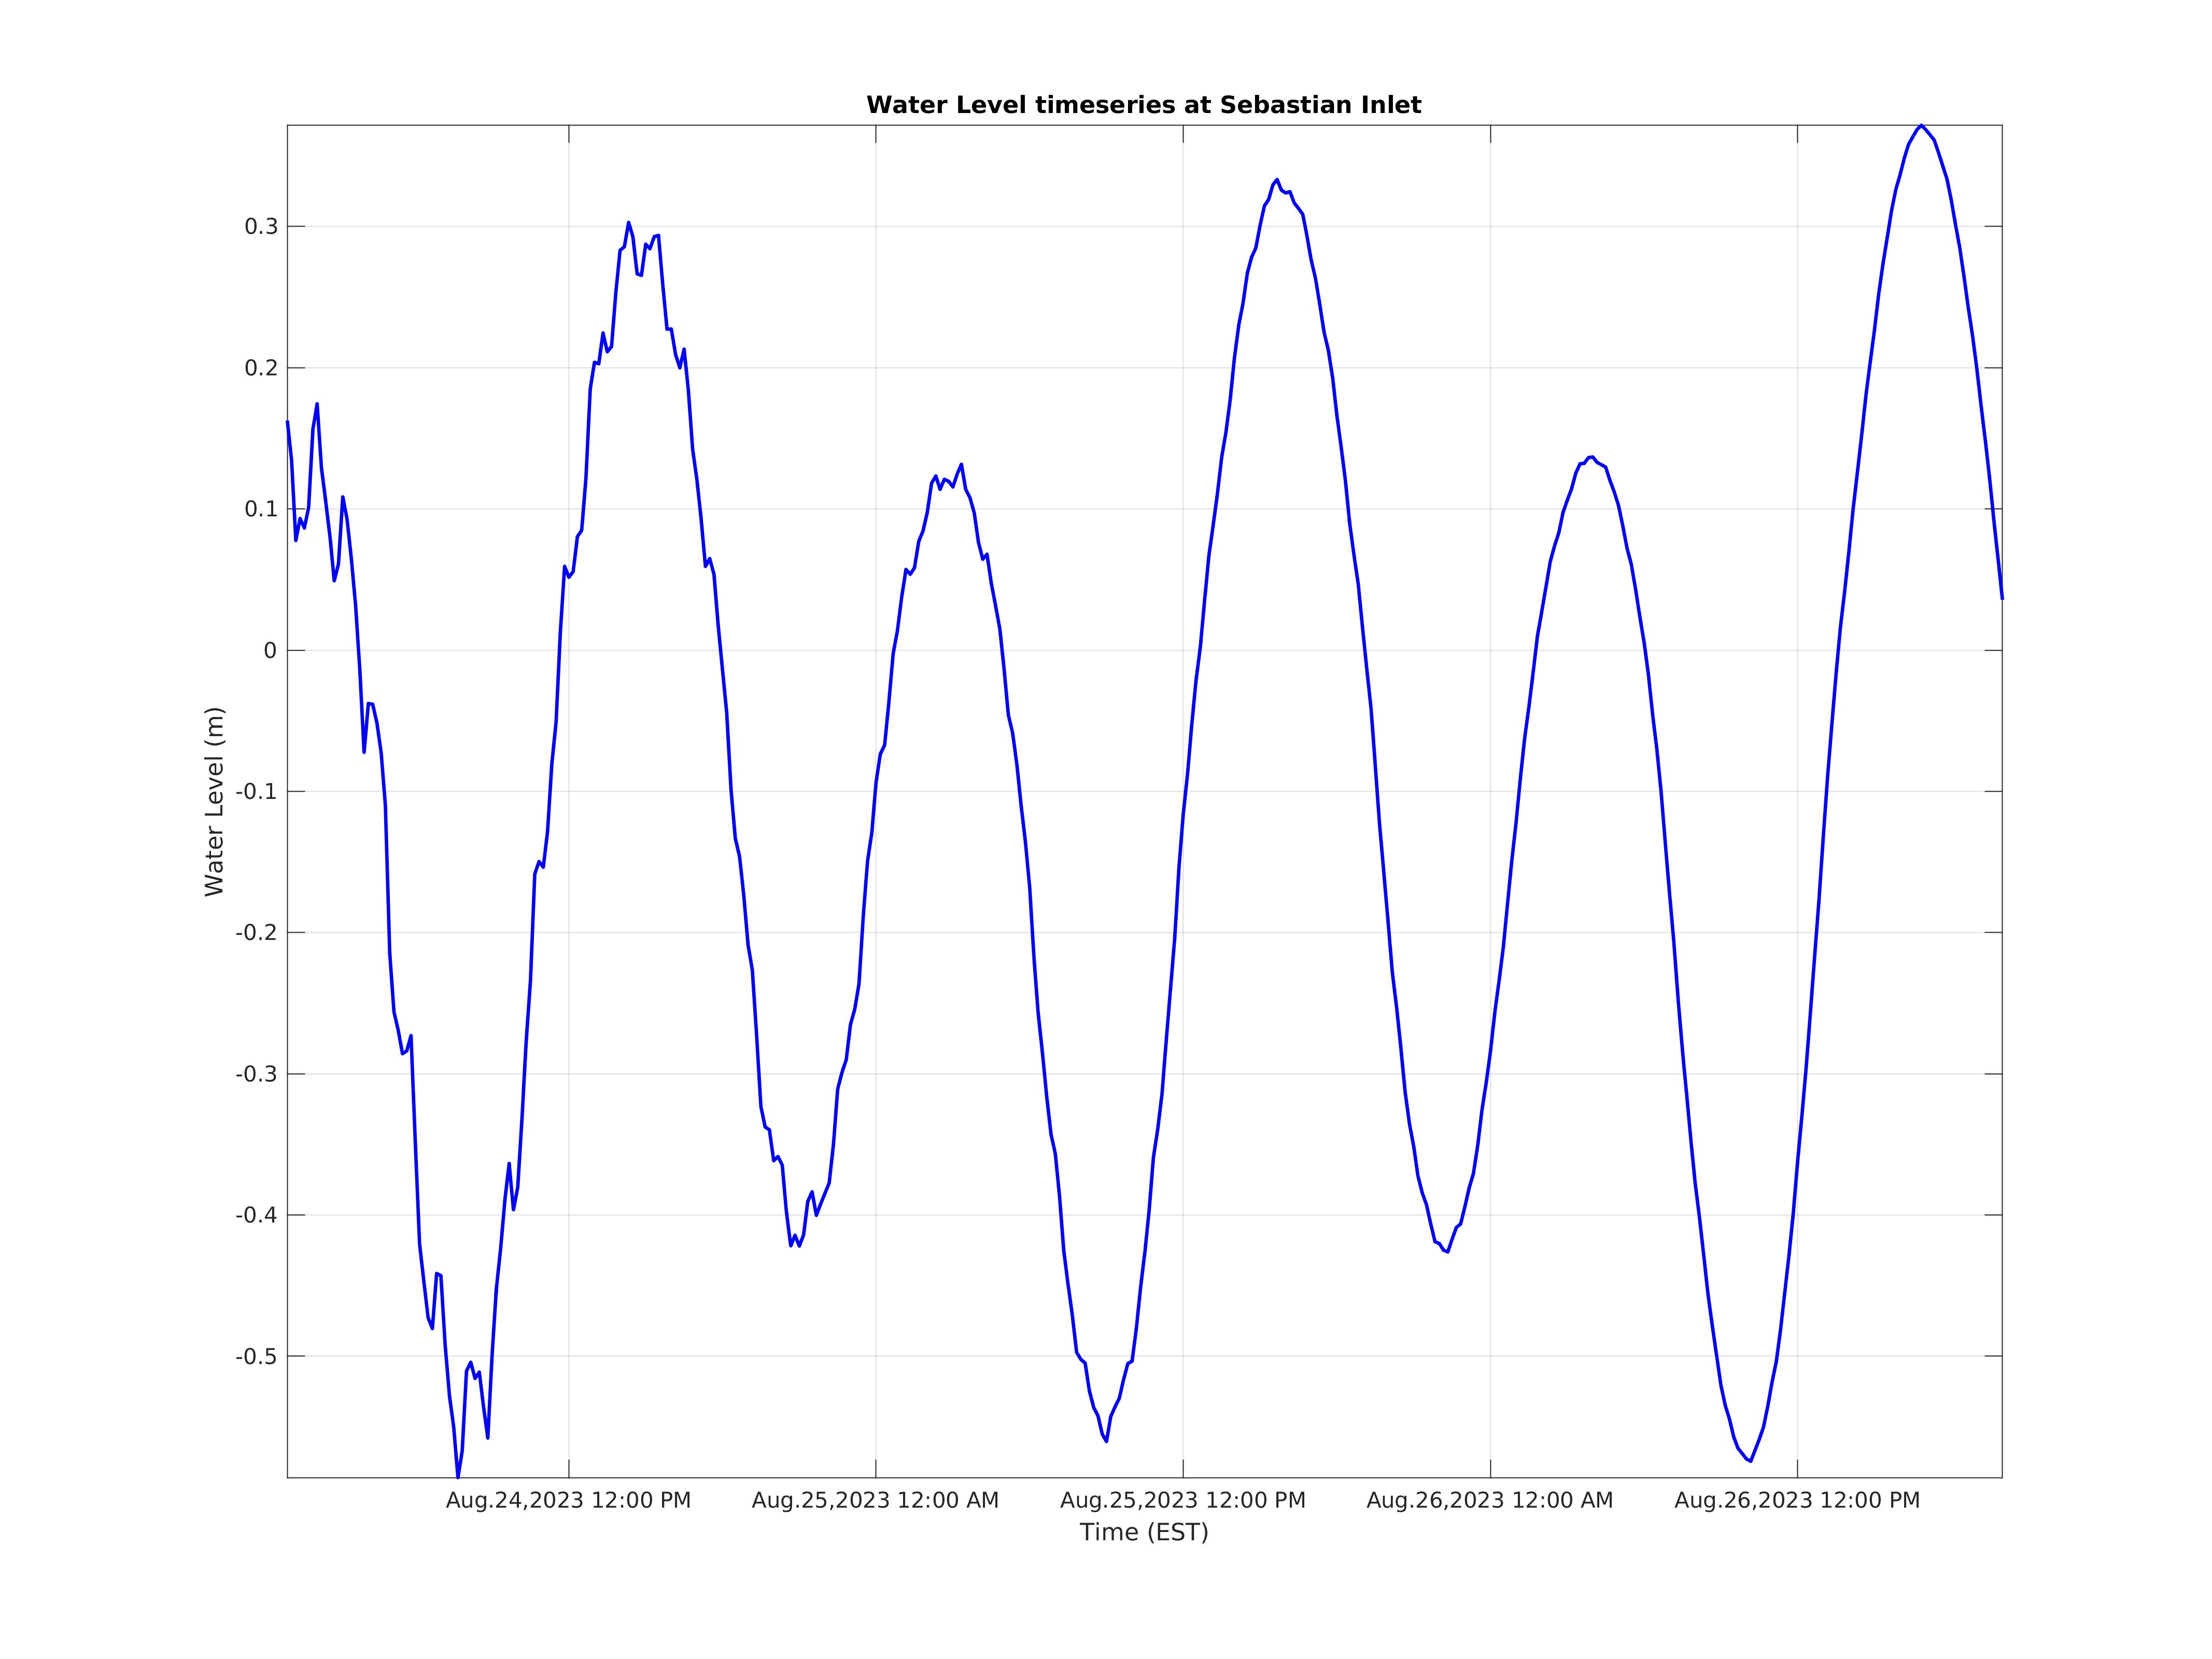 Water Level timeseries at Sebastian Inlet
0.3
0.2
0.1
0
-0.1
-0.2
-0.3
-0.4
-0.5
Water Level (m)
Aug.24,2023 12:00 PM Aug.25,2023 12:00 AM Aug.25,2023 12:00 PM Aug.26,2023 12:00 AM Aug.26,2023 12:00 PM
Time (EST)